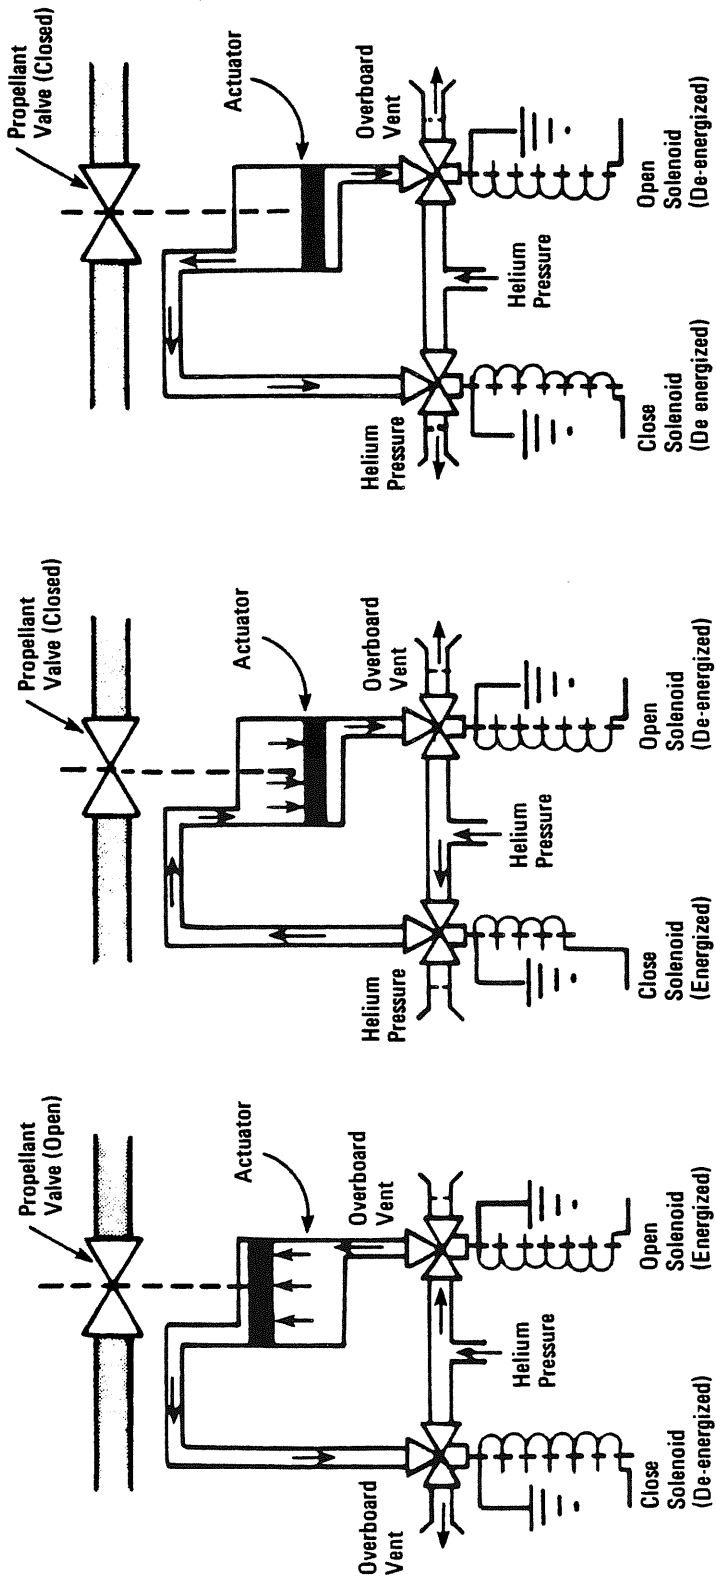 Propellant
Valve (Open)
Actuator
Overboard
Vent
Overboard
Vent
Helium
Pressure
Close
Solenoid
(De-energized)
Open
Solenoid
(Energized)
Propellant
Valve (Closed)
Actuator
Helium
Pressure
Overboard
Vent
Helium
Pressure
Close
Solenoid
(Energized)
Open
Solenoid
(De-energized)
Propellant
Valve (Closed)
Actuator
Helium
Pressure
Overboard
Vent
Helium
Pressure
Close
Solenoid
(De energized)
Open
Solenoid
(De-energized)